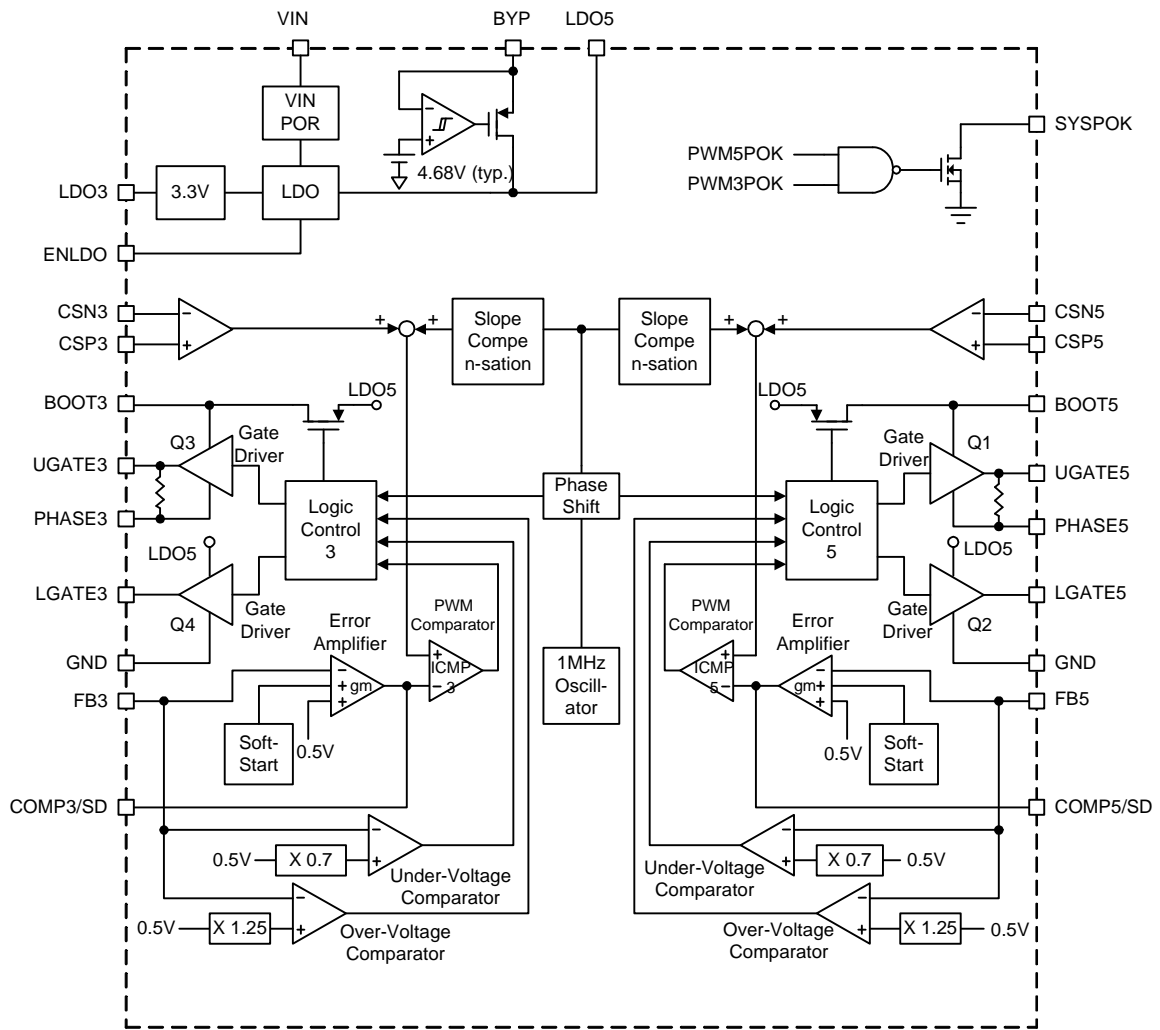 VIN
BYP
LDO5
VIN
POR
SYSPOK
PWM5POK
PWM3POK
4.68V (typ.)
LDO3
3.3V
LDO
ENLDO
CSN3
CSP3
Slope
Compe
n-sation
Slope
Compe
n-sation
CSN5
CSP5
LDO5
LDO5
BOOT3
BOOT5
Q3
Gate
Driver
Gate
Driver
Q1
UGATE3
UGATE5
Logic
Control
3
Phase
Shift
Logic
Control
5
PHASE3
PHASE5
LDO5
LDO5
LGATE3
LGATE5
Q4
Gate
Driver
Gate
Driver
Q2
PWM
Comparator
PWM
Comparator
Error
Amplifier
Error
Amplifier
GND
GND
ICMP
3
gm
1MHz
Oscill-
ator
ICMP
5
gm
FB3
FB5
Soft-
Start
0.5V
0.5V
Soft-
Start
COMP3/SD
COMP5/SD
0.5V
X 0.7
Under-Voltage
Comparator
Under-Voltage
Comparator
X 0.7
0.5V
0.5V
X 1.25
Over-Voltage
Comparator
Over-Voltage
Comparator
X 1.25
0.5V